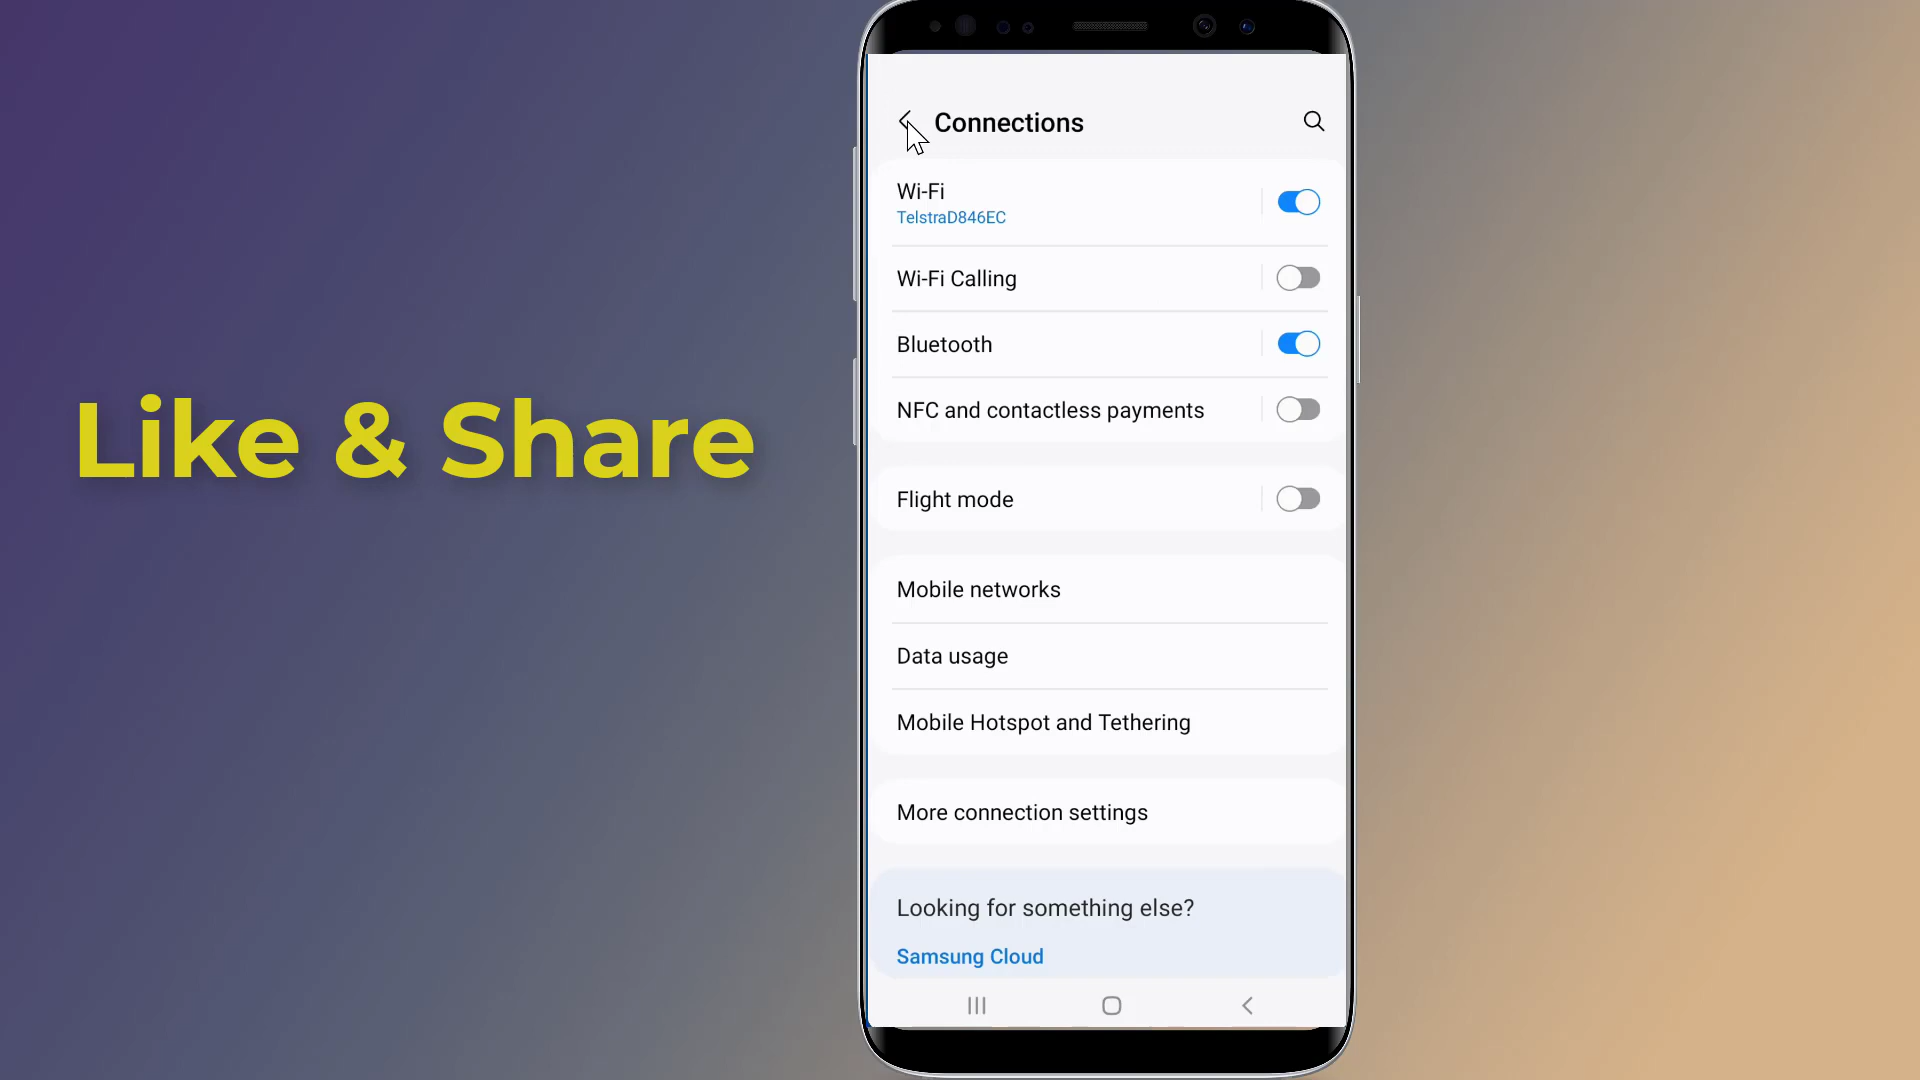 Like & Share
Connections
Wi-Fi
TelstraD846EC
Wi-Fi Calling
Bluetooth
NFC and contactless payments
Flight mode
Mobile networks
Data usage
Mobile Hotspot and Tethering
More connection settings
Looking for something else?
Samsung Cloud